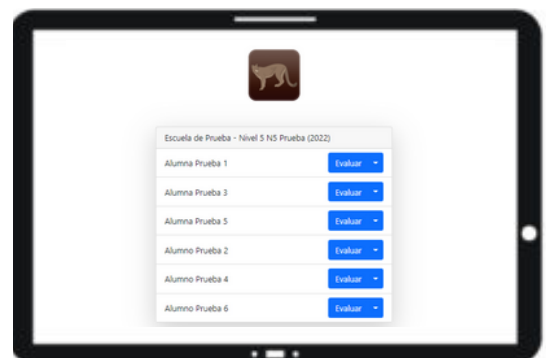 Escuela de Prueba - Nivel 5 N5 Prueba (2022)
Alumna Prueba 1 Evaluar
Alumna Prueba 3 Evaluar
Alumna Prueba 5 Evaluar
Alumno Prueba 2 Evaluar
Alumno Prueba 4 Evaluar
Alumno Prueba 6 Evaluar